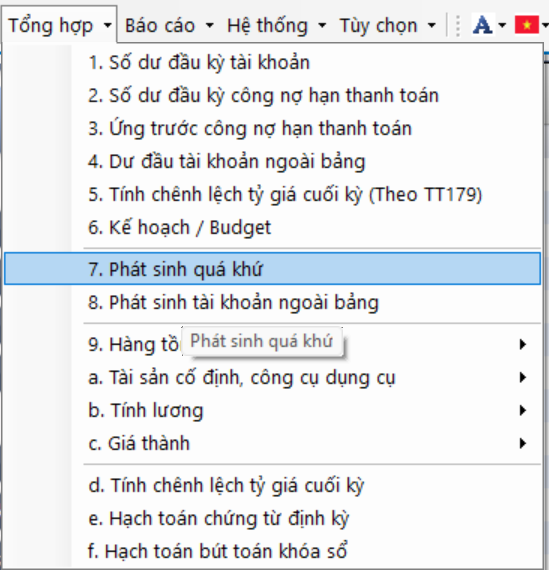 Tổng hợp Báo cáo Hệ thống Tùy chọn A
1. Số dư đầu kỳ tài khoản
2. Số dư đầu kỳ công nợ hạn thanh toán
3. Ứng trước công nợ hạn thanh toán
4. Dư đầu tài khoản ngoài bảng
5. Tính chênh lệch tỷ giá cuối kỳ (Theo TT179)
6. Kế hoạch / Budget
7. Phát sinh quá khứ
8. Phát sinh tài khoản ngoài bảng
9. Hàng
Phát sinh quá khứ
a. Tài sản cố định, công cụ dụng cụ
b. Tính lương
c. Giá thành
d. Tính chênh lệch tỷ giá cuối kỳ
e. Hạch toán chứng từ định kỳ
f. Hạch toán bút toán khóa sổ